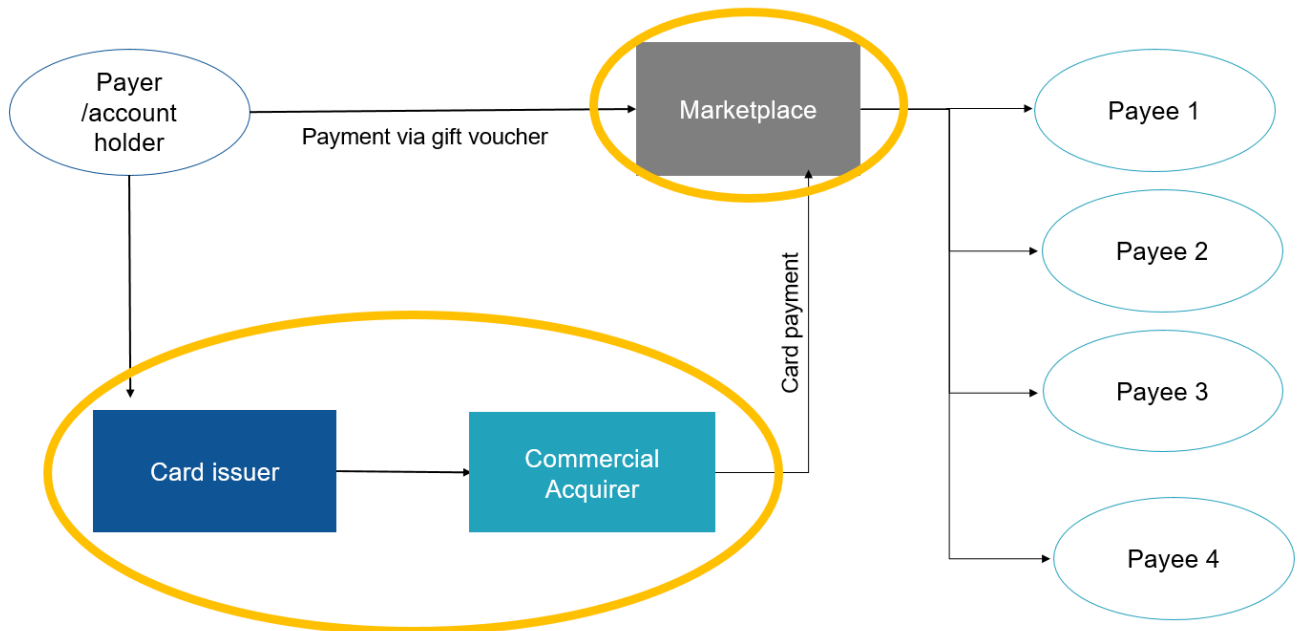 Payer
/account
holder
Payment via gift voucher
Marketplace
Payee 1
Payee 2
Card payment
Payee 3
Card issuer
Commercial
Acquirer
Payee 4